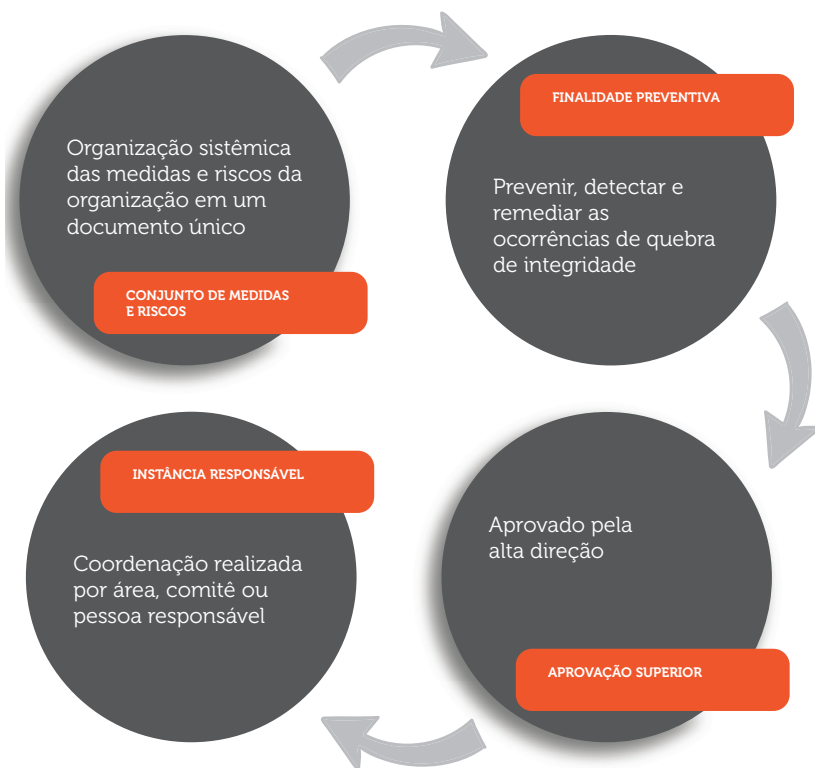 Organização sistêmica
das medidas e riscos da
organização em um
documento único
CONJUNTO DE MEDIDAS
E RISCOS
FINALIDADE PREVENTIVA
Prevenir, detectar e
remediar as
ocorrências de quebra
de integridade
Aprovado pela
alta direção
APROVAÇÃO SUPERIOR
INSTÂNCIA RESPONSÁVEL
Coordenação realizada
por área, comitê ou
pessoa responsável